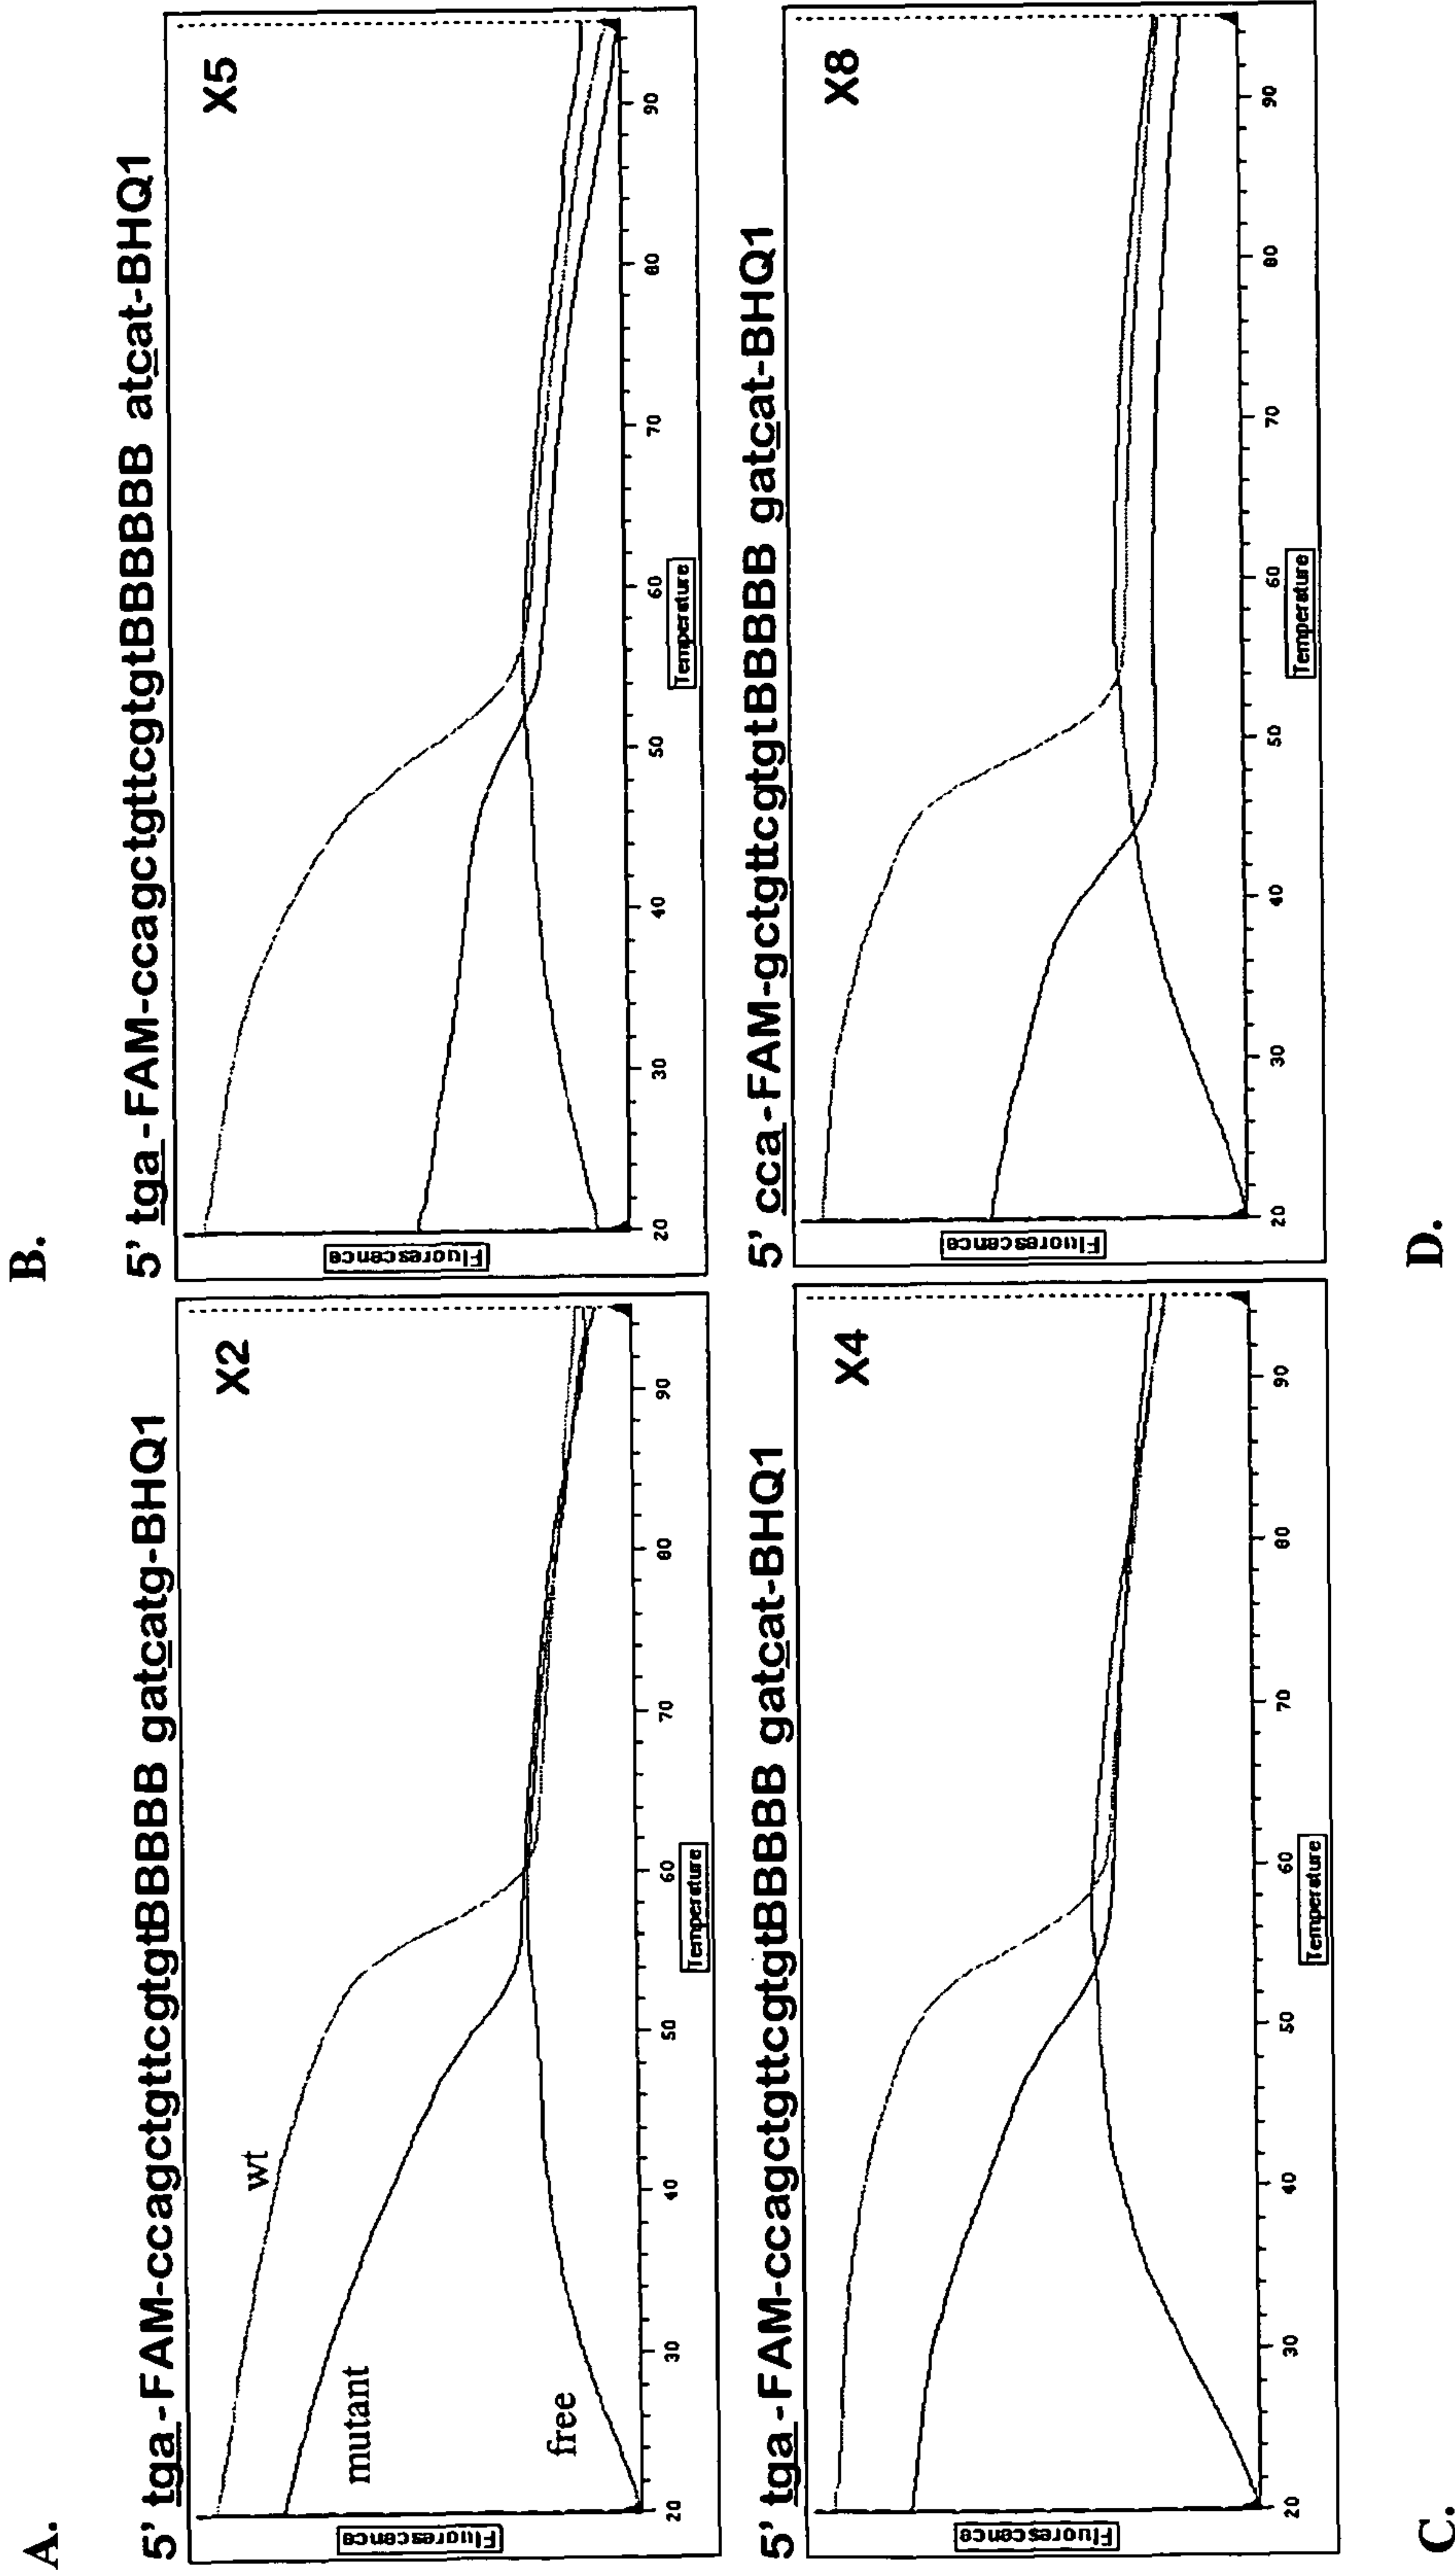 A.
5' tga-FAM-ccagctgttcgtgtBBBBB gatcatg-BHQ1
X2
wt
mutant
free
Fluorescence
20 30 40 50 60 70 80 90
Temperature
B.
5' tga-FAM-ccagctgttcgtgtBBBBBB atcat-BHQ1
X5
Fluorescence
20 30 40 50 60 70 80 90
Temperature
5' tga-FAM-ccagctgttcgtgtBBBBB gatcat-BHQ1
X4
Fluorescence
20 30 40 50 60 70 80 90
Temperature
C.
5' cca-FAM-gctgttcgtgtBBBB gatcat-BHQ1
X8
Fluorescence
20 30 40 50 60 70 80 90
Temperature
D.